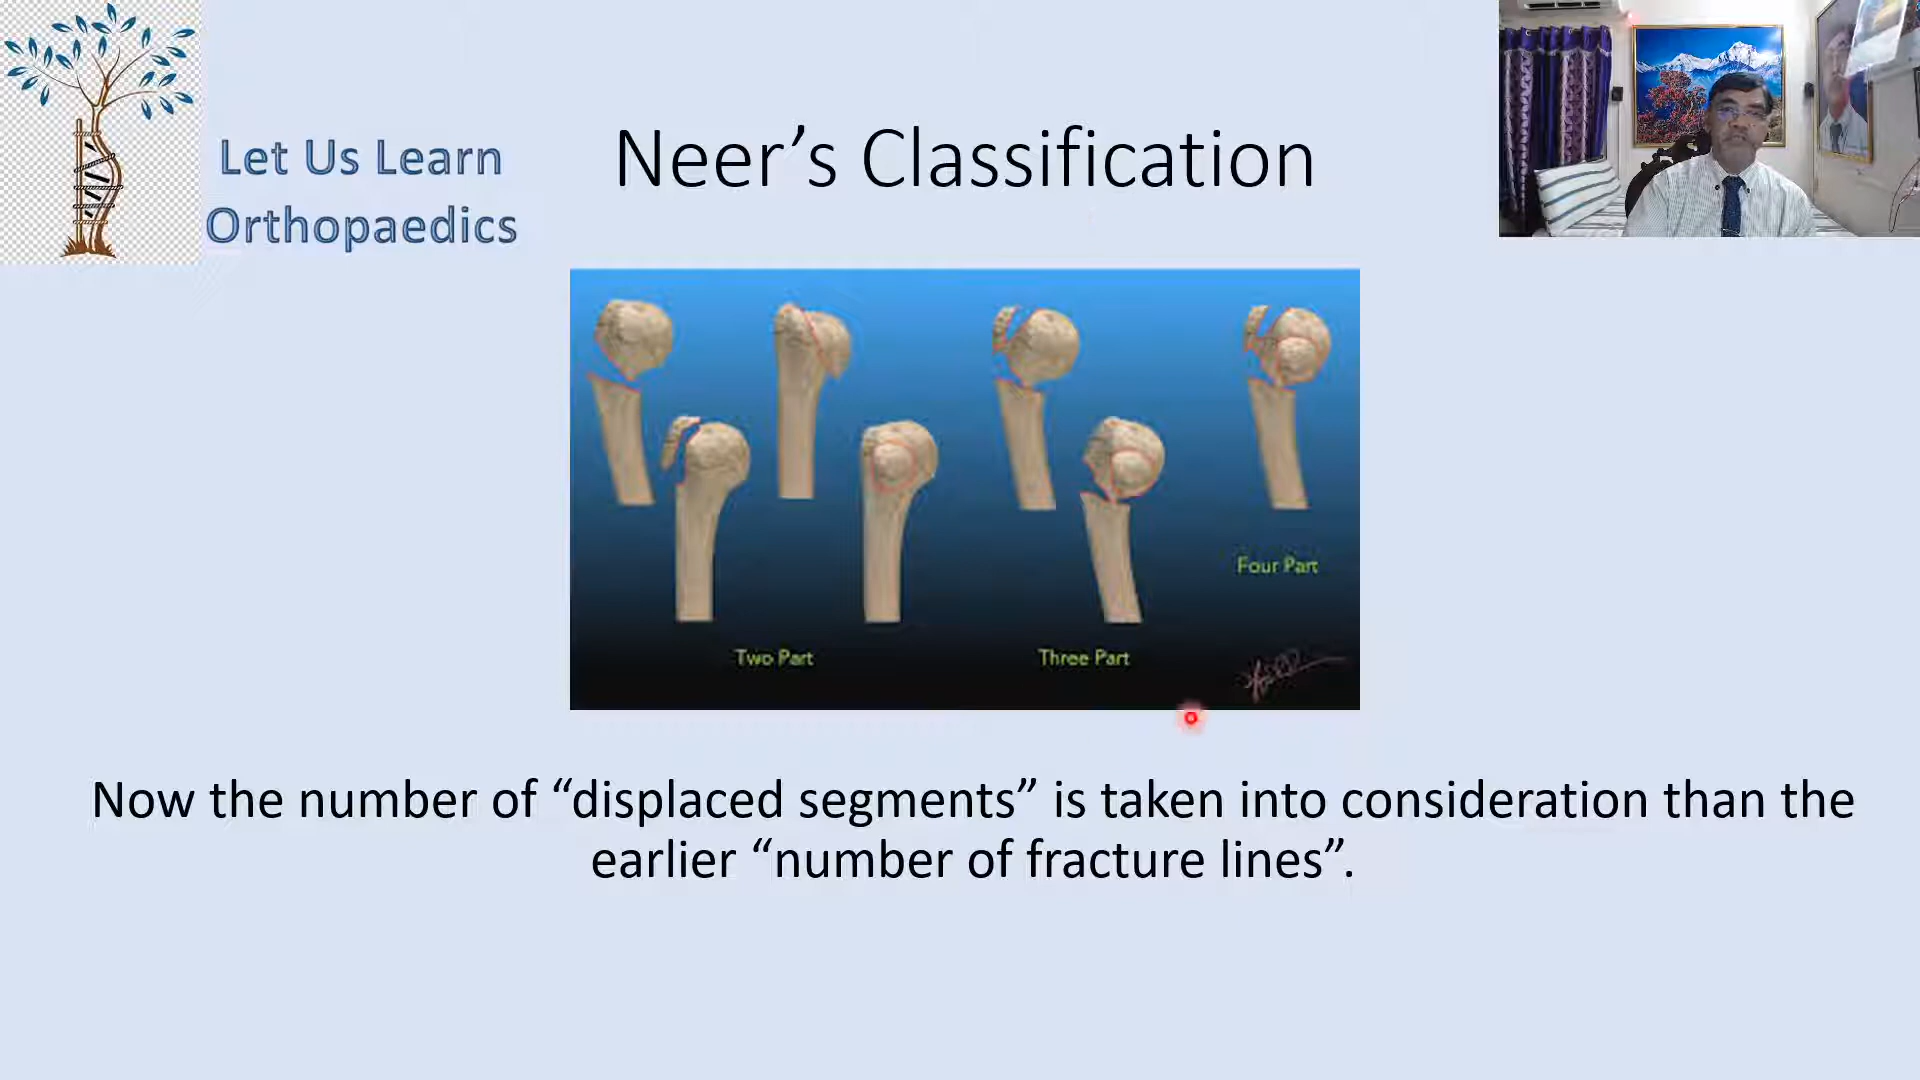 Let Us Learn
Orthopaedics
Neer’s Classification
Four Part
Two Part
Three Part
Now the number of “displaced segments” is taken into consideration than the
earlier “number of fracture lines”.